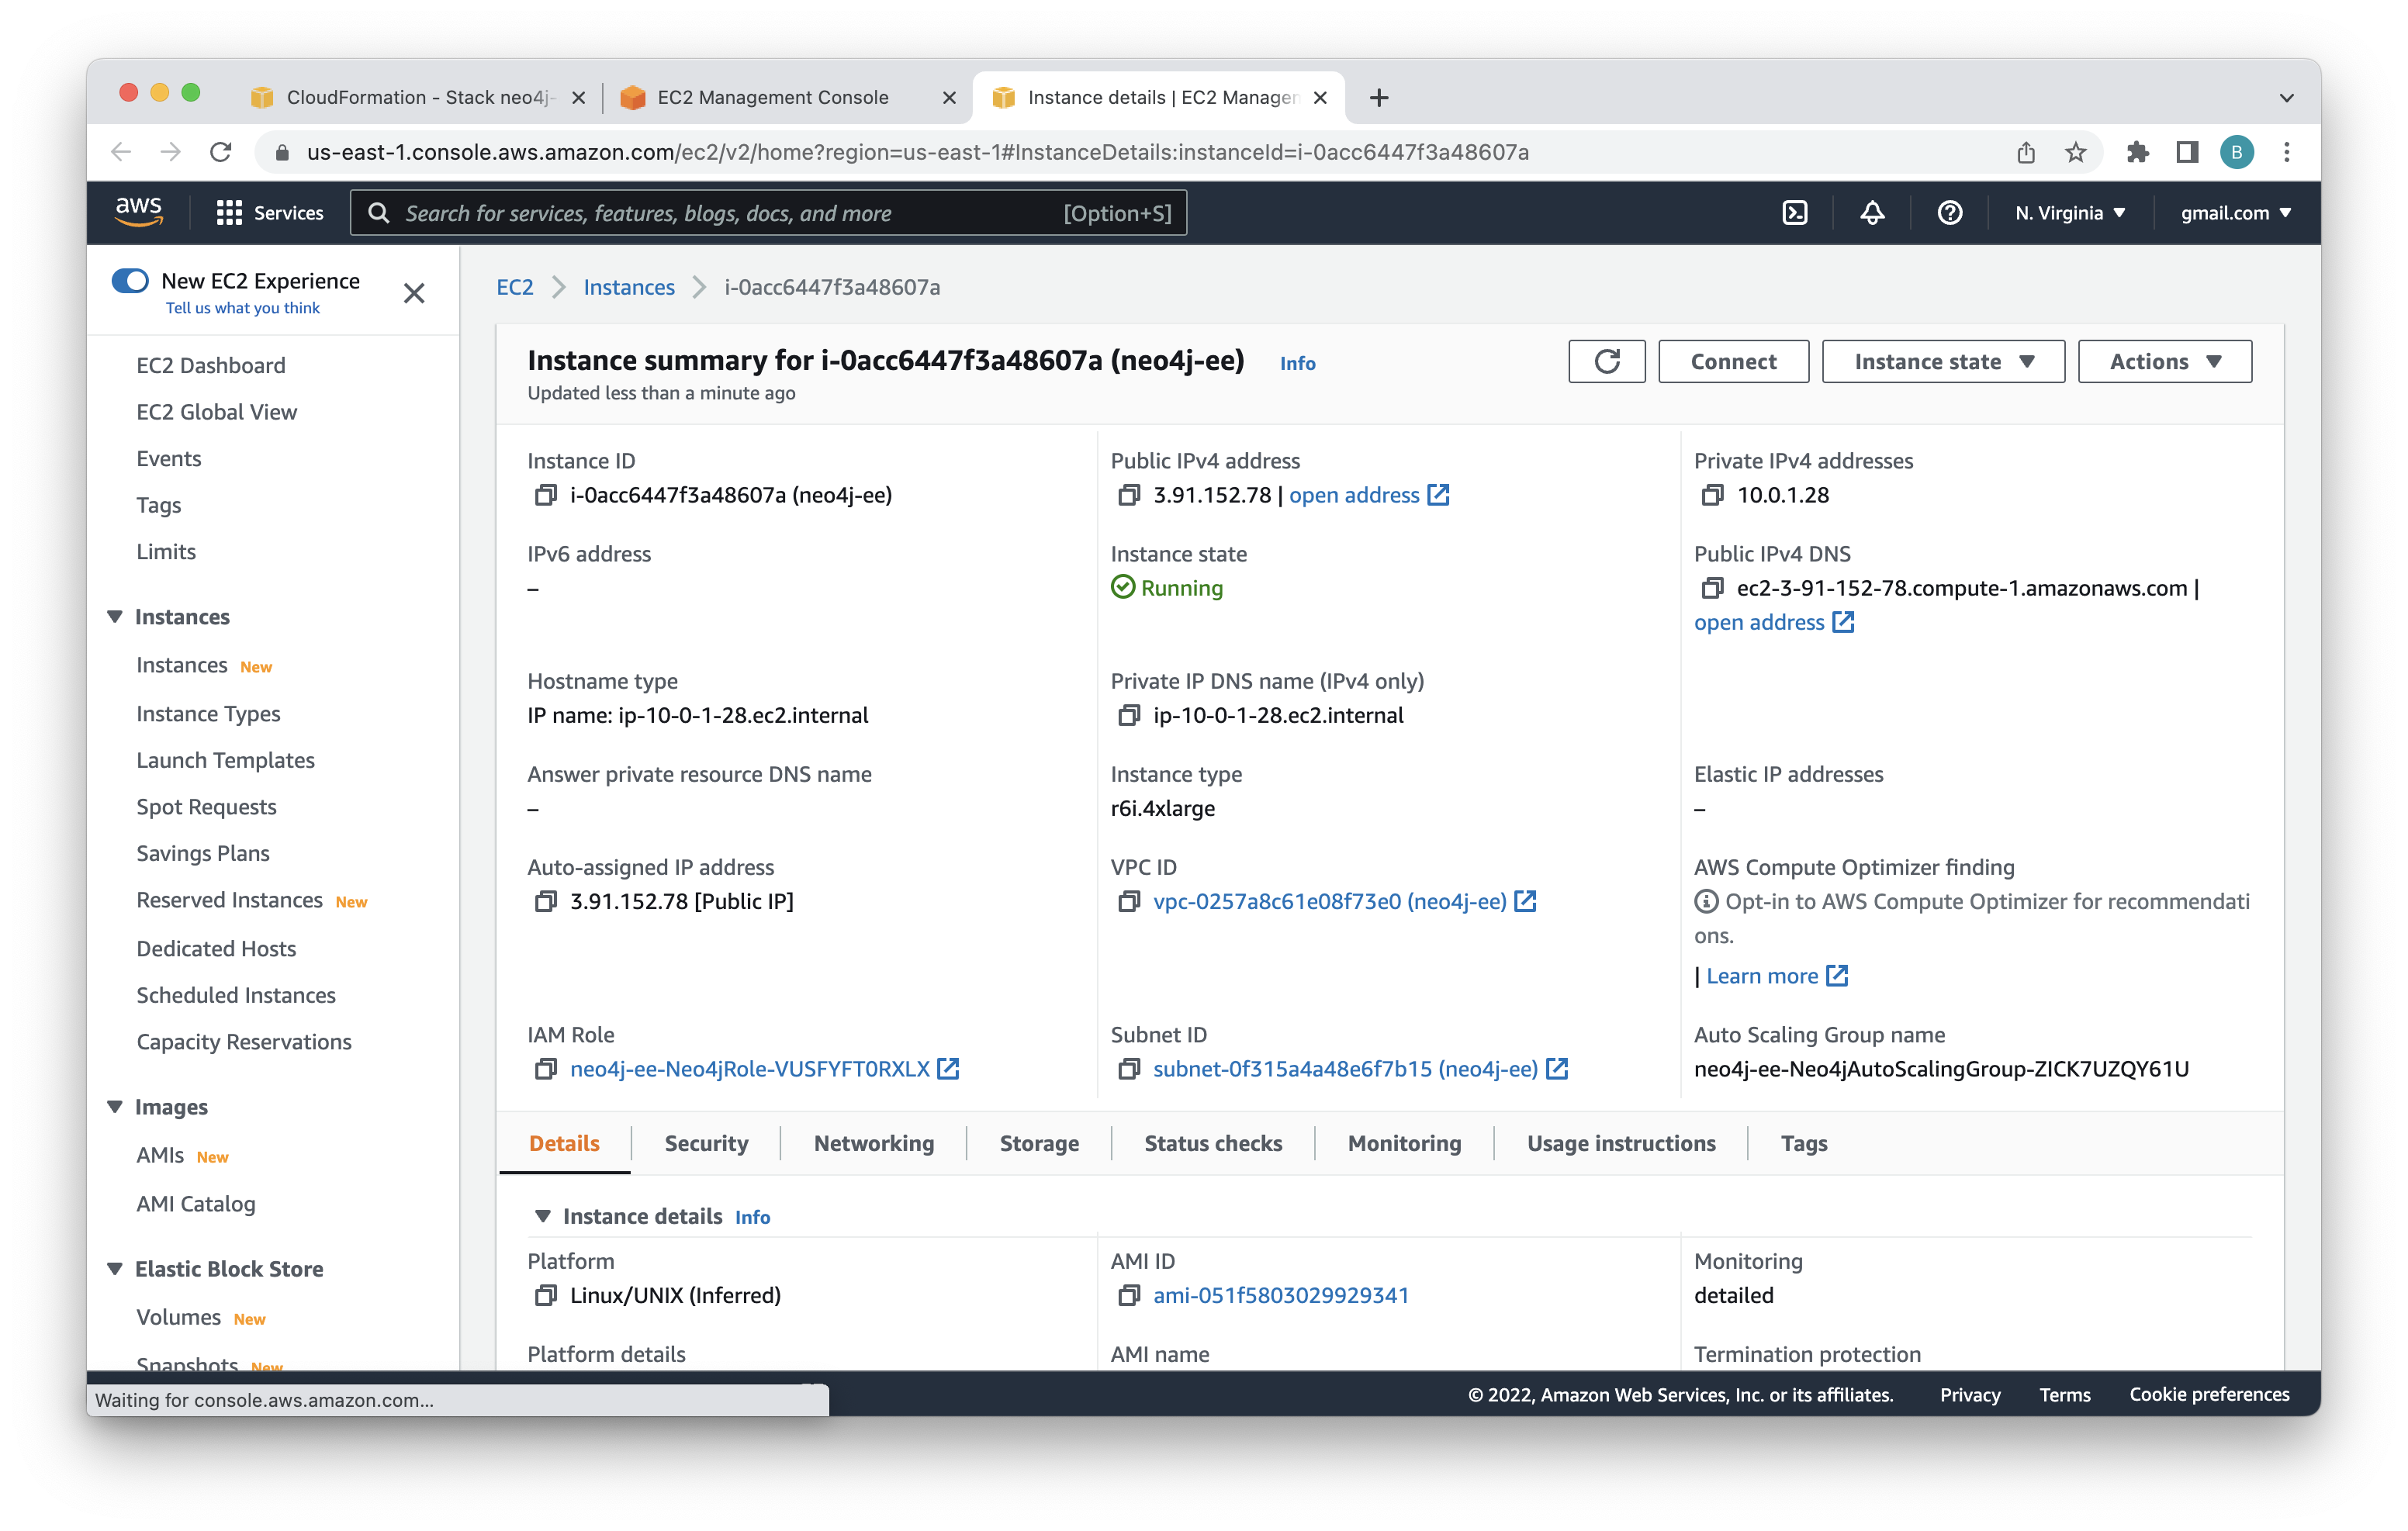 CloudFormation - Stack neo4j-
EC2 Management Console
Instance details | EC2 Manager
us-east-1.console.aws.amazon.com/ec2/v2/home?region=us-east-1#InstanceDetails:instanceId=i-0acc6447f3a48607a
B
aws
Services
Search for services, features, blogs, docs, and more
[Option+S]
N. Virginia
gmail.com
New EC2 Experience
Tell us what you think
EC2 Dashboard
EC2 Global View
Events
Tags
Limits
Instances
Instances New
Instance Types
Launch Templates
Spot Requests
Savings Plans
Reserved Instances New
Dedicated Hosts
Scheduled Instances
Capacity Reservations
Images
AMIs New
AMI Catalog
Elastic Block Store
Volumes New
Snapshots New
EC2 > Instances > i-0acc6447f3a48607a
Instance summary for i-0acc6447f3a48607a (neo4j-ee) Info
Updated less than a minute ago
Connect
Instance state
Actions
Instance ID
i-0acc6447f3a48607a (neo4j-ee)
Public IPv4 address
3.91.152.78 | open address
Private IPv4 addresses
10.0.1.28
IPv6 address
–
Instance state
Running
Public IPv4 DNS
ec2-3-91-152-78.compute-1.amazonaws.com |
open address
Hostname type
IP name: ip-10-0-1-28.ec2.internal
Private IP DNS name (IPv4 only)
ip-10-0-1-28.ec2.internal
Answer private resource DNS name
–
Instance type
r6i.4xlarge
Elastic IP addresses
–
Auto-assigned IP address
3.91.152.78 [Public IP]
VPC ID
vpc-0257a8c61e08f73e0 (neo4j-ee)
AWS Compute Optimizer finding
Opt-in to AWS Compute Optimizer for recommendati
ons.
| Learn more
IAM Role
neo4j-ee-Neo4jRole-VUSFYFT0RXLX
Subnet ID
subnet-0f315a4a48e6f7b15 (neo4j-ee)
Auto Scaling Group name
neo4j-ee-Neo4jAutoScalingGroup-ZICK7UZQY61U
Details
Security
Networking
Storage
Status checks
Monitoring
Usage instructions
Tags
Instance details Info
Platform
Linux/UNIX (Inferred)
AMI ID
ami-051f5803029929341
Monitoring
detailed
Platform details
AMI name
Termination protection
Waiting for console.aws.amazon.com...
© 2022, Amazon Web Services, Inc. or its affiliates.
Privacy
Terms
Cookie preferences